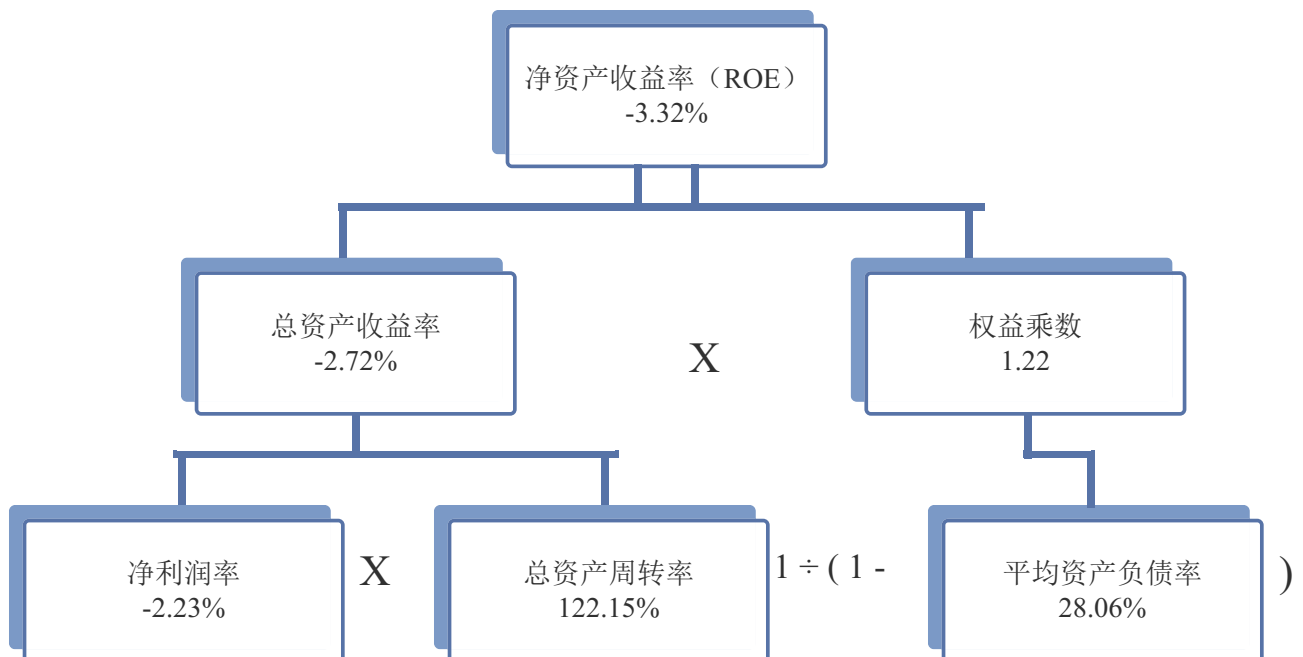 净资产收益率（ROE）
-3.32%
总资产收益率
-2.72%
X
权益乘数
1.22
净利润率
-2.23%
X
总资产周转率
122.15%
1 ÷ ( 1 -
平均资产负债率
28.06%
)